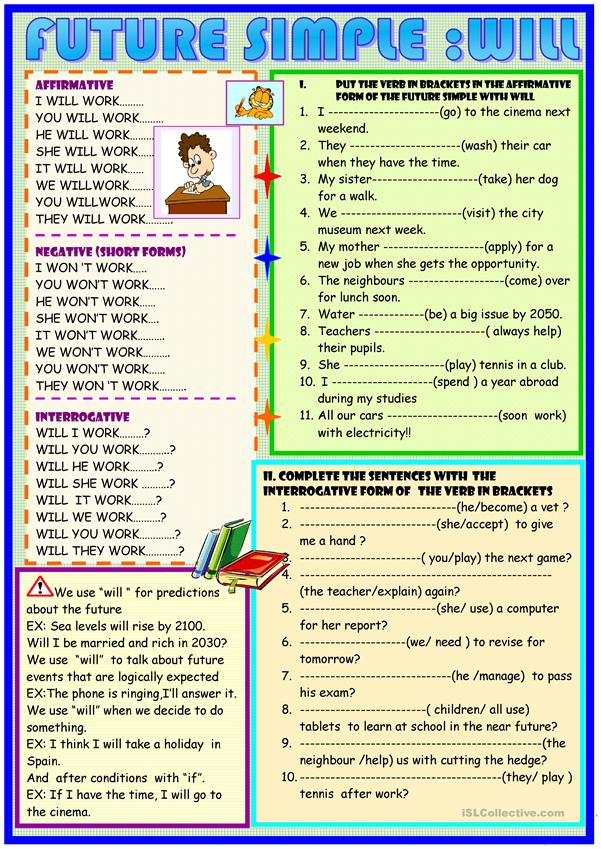 FUTURE SIMPLE :WILL
AFFIRMATIVE
I WILL WORK.........
YOU WILL WORK.........
HE WILL WORK.........
SHE WILL WORK....
IT WILL WORK......
WE WILLWORK......
YOU WILLWORK.....
THEY WILL WORK..........
NEGATIVE (SHORT FORMS)
I WON 'T WORK.....
YOU WON'T WORK......
HE WON'T WORK......
SHE WON'T WORK....
IT WON'T WORK..........
WE WON'T WORK........
YOU WON'T WORK......
THEY WON 'T WORK..........
INTERROGATIVE
WILL I WORK.........?
WILL YOU WORK...........?
WILL HE WORK.........?
WILL SHE WORK .........?
WILL IT WORK........?
WILL WE WORK.........?
WILL YOU WORK.............?
WILL THEY WORK...........?
We use "will " for predictions
about the future
EX: Sea levels will rise by 2100.
Will I be married and rich in 2030?
We use "will" to talk about future
events that are logically expected
EX:The phone is ringing,I'll answer it.
We use "will" when we decide to do
something.
EX: I think I will take a holiday in
Spain.
And after conditions with "if".
EX: If I have the time, I will go to
the cinema.
I. PUT THE VERB IN BRACKETS IN THE AFFIRMATIVE
FORM OF THE FUTURE SIMPLE WITH WILL
1. I ----------------------(go) to the cinema next
weekend.
2. They ----------------------(wash) their car
when they have the time.
3. My sister---------------------(take) her dog
for a walk.
4. We ------------------------(visit) the city
museum next week.
5. My mother --------------------(apply) for a
new job when she gets the opportunity.
6. The neighbours -------------------(come) over
for lunch soon.
7. Water -------------(be) a big issue by 2050.
8. Teachers --------------------( always help)
their pupils.
9. She -----------------(play) tennis in a club.
10. I --------------------(spend ) a year abroad
during my studies
11. All our cars ----------------------(soon work)
with electricity!!
II. COMPLETE THE SENTENCES WITH THE
INTERROGATIVE FORM OF THE VERB IN BRACKETS
1. -------------------------------(he/become) a vet ?
2. ---------------------------(she/accept) to give
me a hand ?
3. ------------------------( you/play) the next game?
4. --------------------------------------------------
(the teacher/explain) again?
5. ---------------------------(she/ use) a computer
for her report?
6. ---------------------(we/ need ) to revise for
tomorrow?
7. ------------------------------(he /manage) to pass
his exam?
8. -------------------------( children/ all use)
tablets to learn at school in the near future?
9. ------------------------------------------------(the
neighbour /help) us with cutting the hedge?
10. ----------------------------------------(they/ play )
tennis after work?
iSLCollective.com